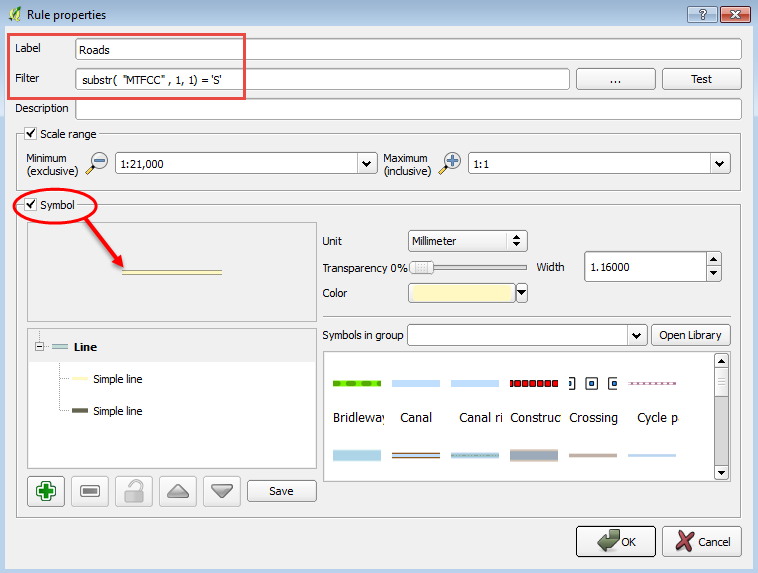 Rule properties
Label Roads
Filter substr( "MTFCC" , 1, 1) = 'S' ... Test
Description
Scale range
Minimum (exclusive) 1:21,000 Maximum (inclusive) 1:1
Symbol
Unit Millimeter
Transparency 0% Width 1.16000
Color
Symbols in group Open Library
Line
Simple line
Simple line
Bridleway Canal Canal ri Construc Crossing Cycle p
Save
OK Cancel